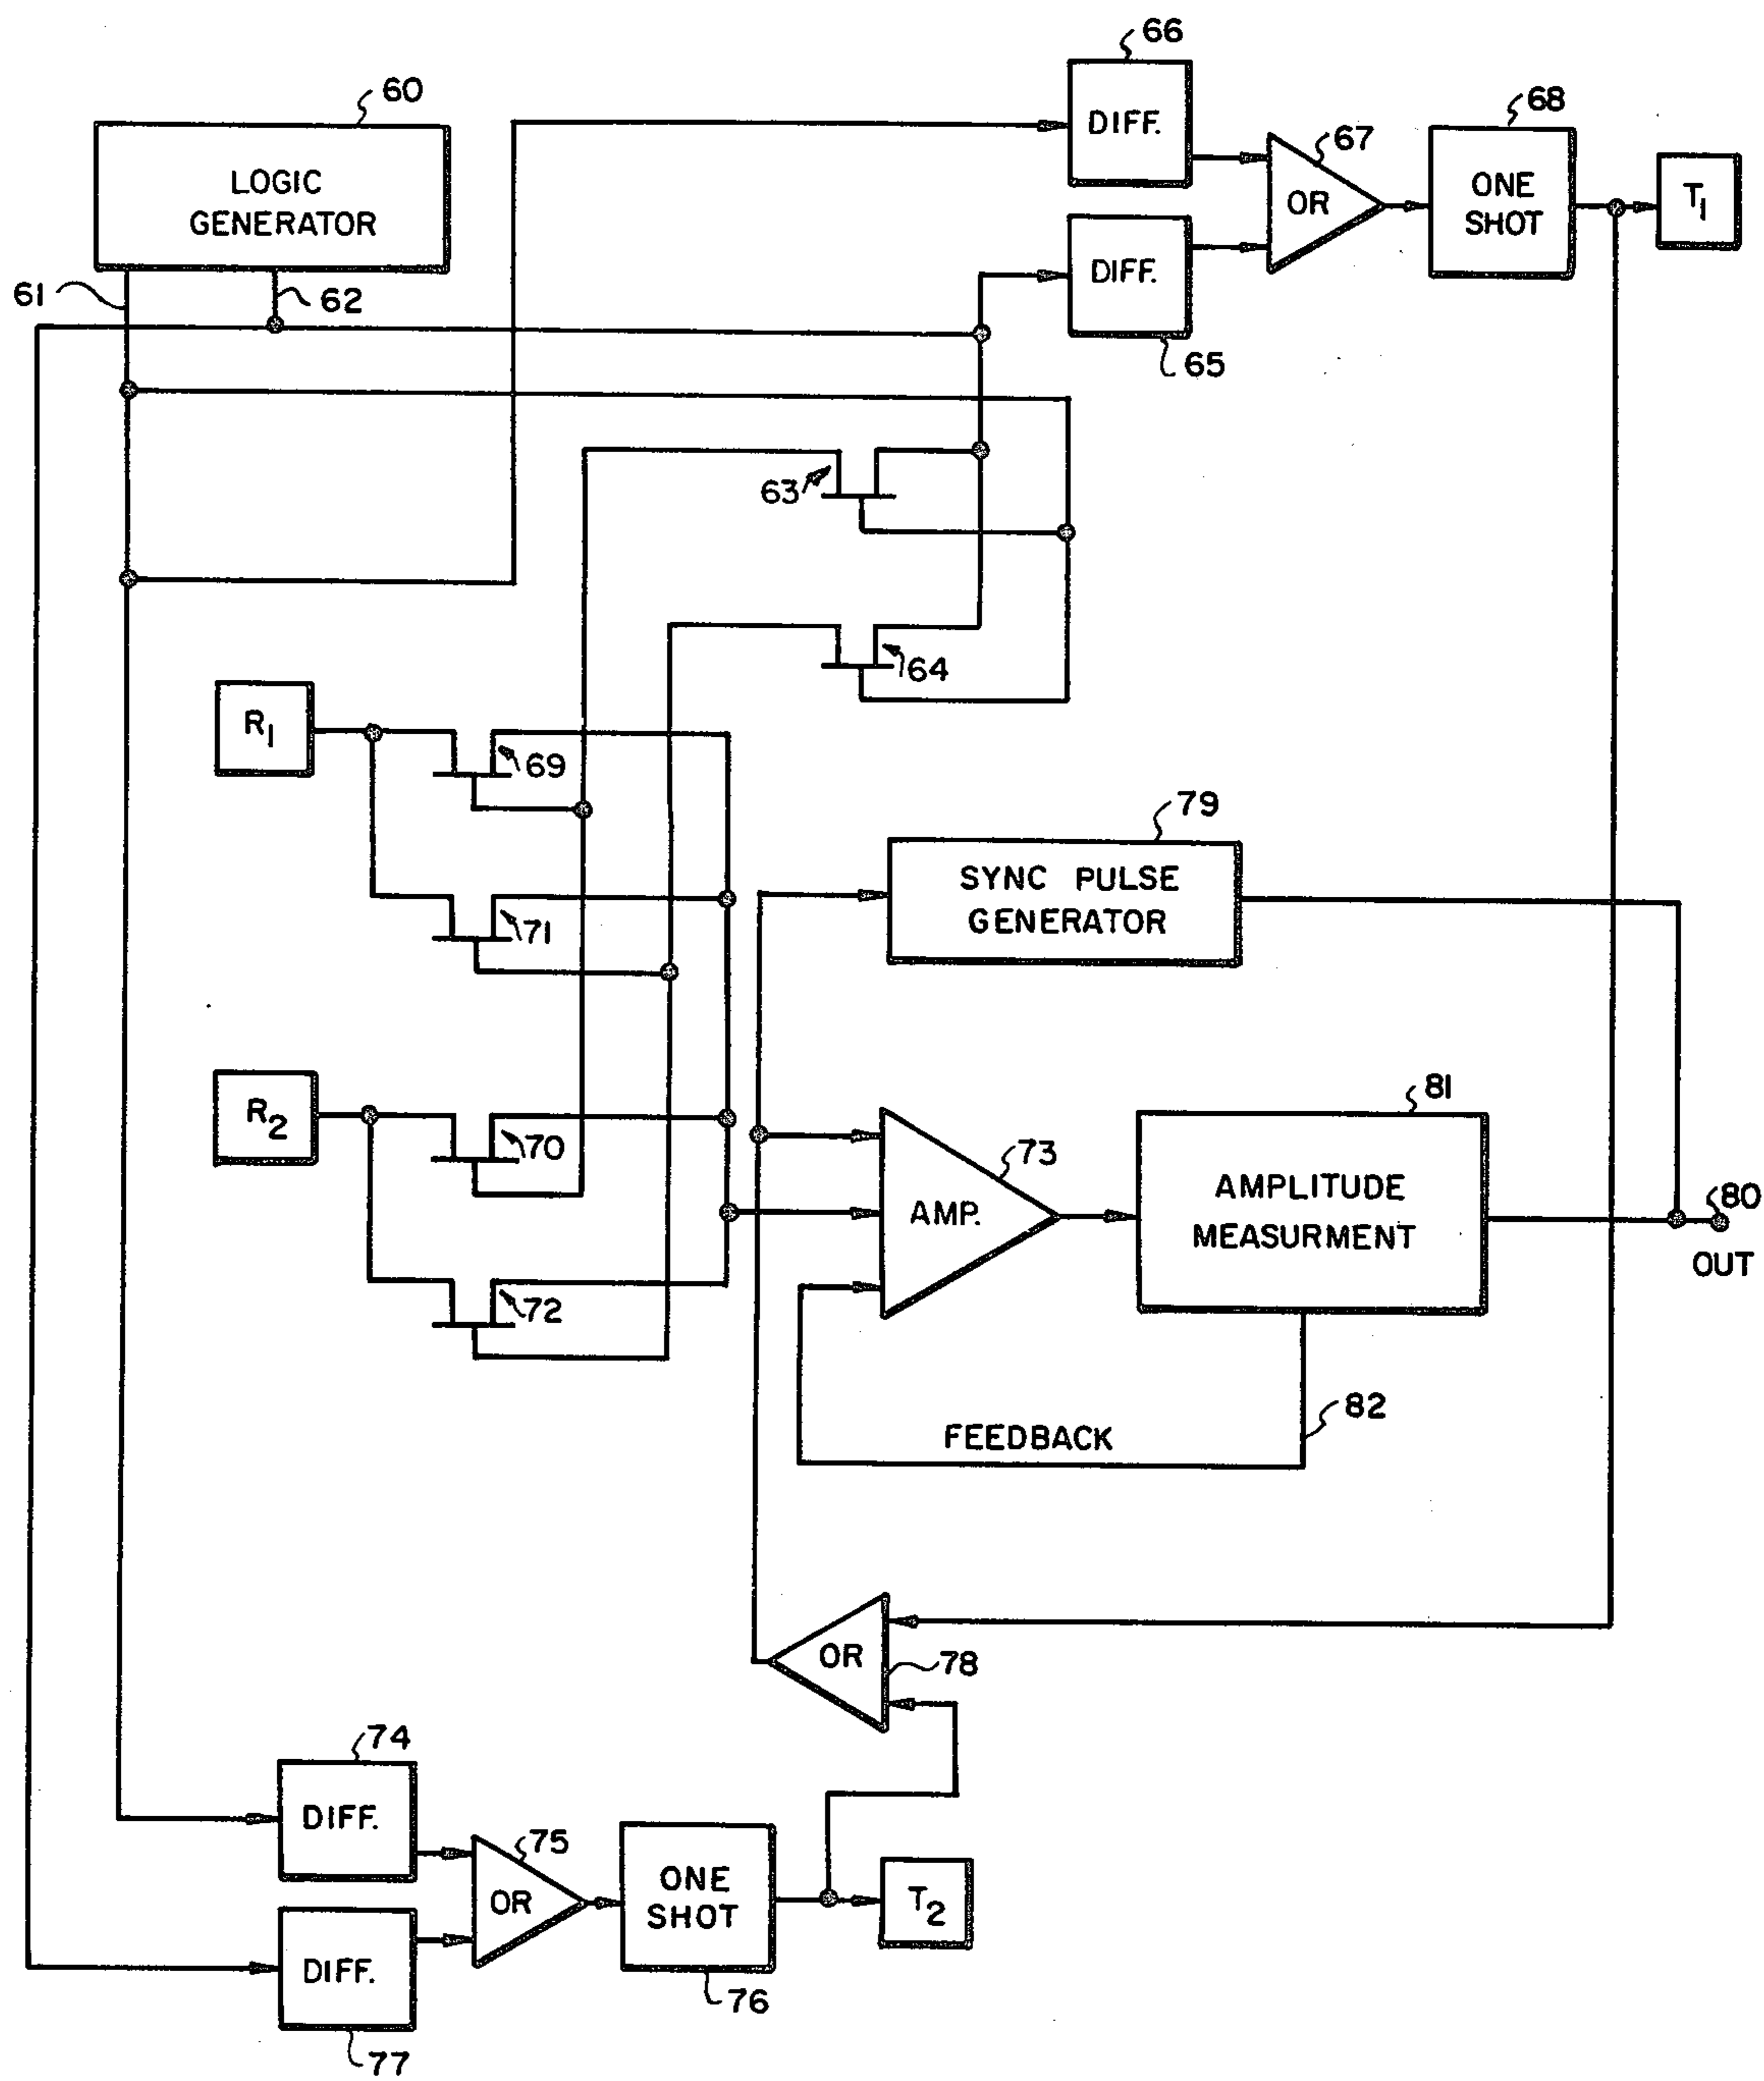 66
60
68
DIFF.
67
LOGIC
GENERATOR
ONE
SHOT
OR
T1
61
62
DIFF.
65
63
64
R1
69
79
SYNC PULSE
GENERATOR
71
R2
81
70
73
AMP.
AMPLITUDE
MEASURMENT
80
OUT
72
82
FEEDBACK
OR
78
74
DIFF.
75
ONE
SHOT
OR
T2
DIFF.
76
77